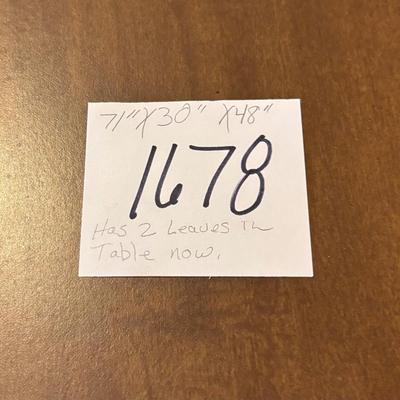 71"X30" X48"
1678
Has 2 Leaves in
Table now.